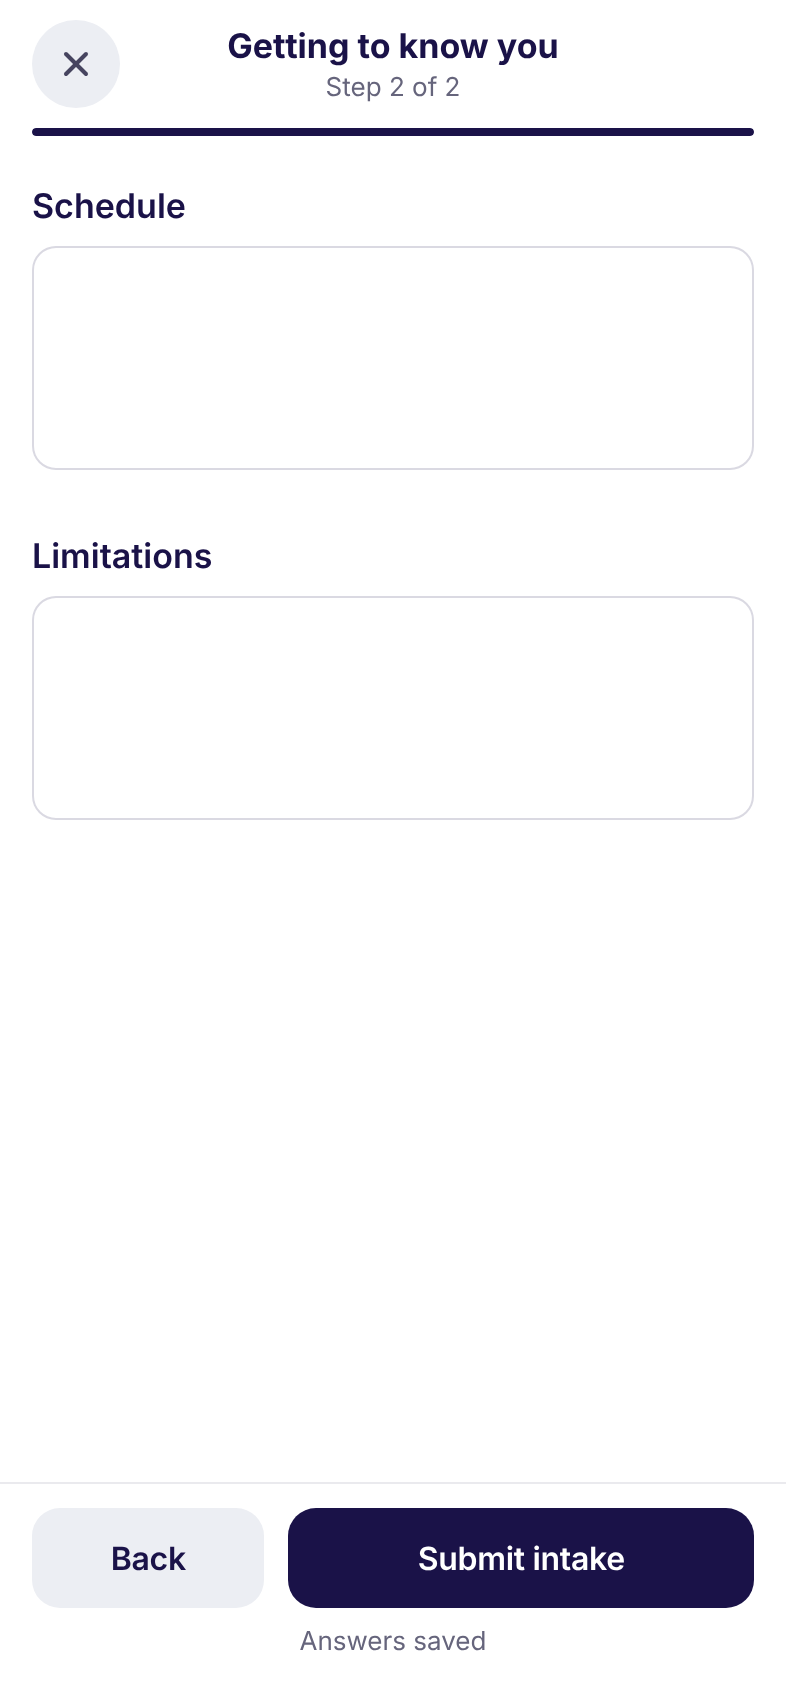 Getting to know you
Step 2 of 2
Schedule
Limitations
Back
Submit intake
Answers saved